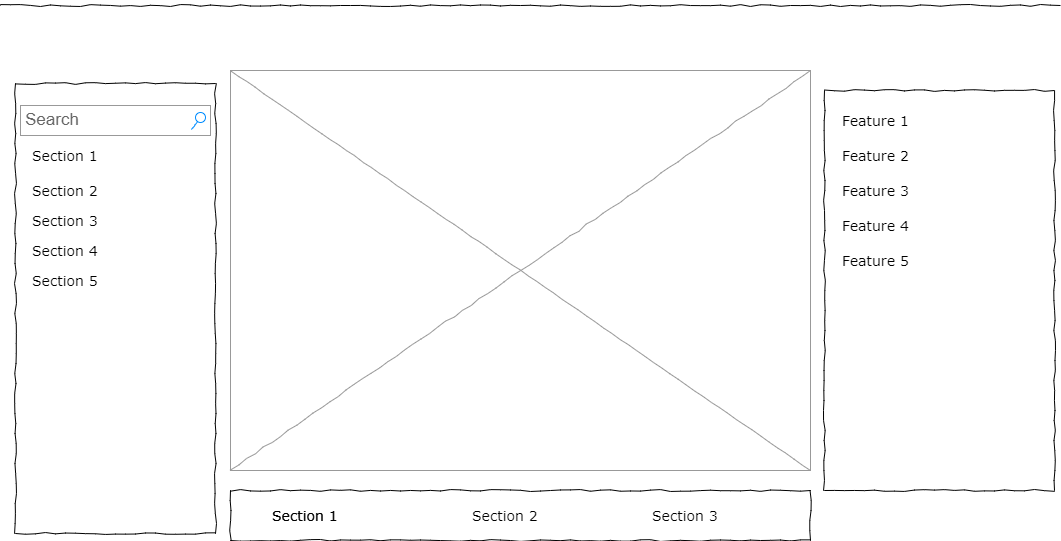 Search
Section 1
Section 2
Section 3
Section 4
Section 5
Feature 1
Feature 2
Feature 3
Feature 4
Feature 5
Section 1
Section 2
Section 3